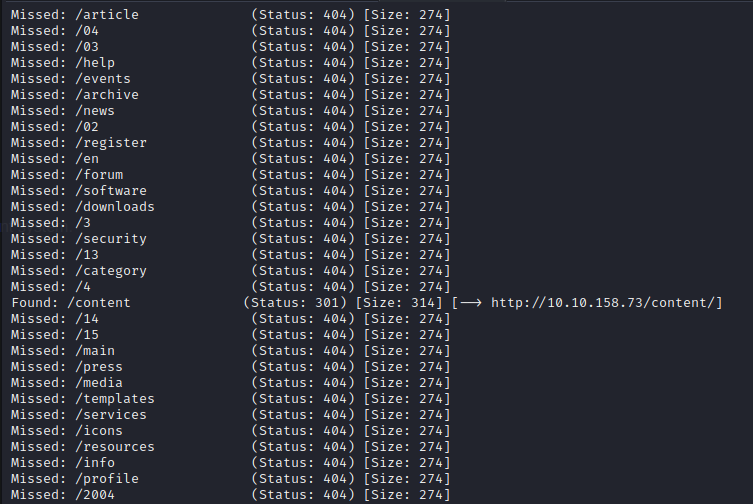 Missed: /article (Status: 404) [Size: 274]
Missed: /04 (Status: 404) [Size: 274]
Missed: /03 (Status: 404) [Size: 274]
Missed: /help (Status: 404) [Size: 274]
Missed: /events (Status: 404) [Size: 274]
Missed: /archive (Status: 404) [Size: 274]
Missed: /news (Status: 404) [Size: 274]
Missed: /02 (Status: 404) [Size: 274]
Missed: /register (Status: 404) [Size: 274]
Missed: /en (Status: 404) [Size: 274]
Missed: /forum (Status: 404) [Size: 274]
Missed: /software (Status: 404) [Size: 274]
Missed: /downloads (Status: 404) [Size: 274]
Missed: /3 (Status: 404) [Size: 274]
Missed: /security (Status: 404) [Size: 274]
Missed: /13 (Status: 404) [Size: 274]
Missed: /category (Status: 404) [Size: 274]
Missed: /4 (Status: 404) [Size: 274]
Found: /content (Status: 301) [Size: 314] [--> http://10.10.158.73/content/]
Missed: /14 (Status: 404) [Size: 274]
Missed: /15 (Status: 404) [Size: 274]
Missed: /main (Status: 404) [Size: 274]
Missed: /press (Status: 404) [Size: 274]
Missed: /media (Status: 404) [Size: 274]
Missed: /templates (Status: 404) [Size: 274]
Missed: /services (Status: 404) [Size: 274]
Missed: /icons (Status: 404) [Size: 274]
Missed: /resources (Status: 404) [Size: 274]
Missed: /info (Status: 404) [Size: 274]
Missed: /profile (Status: 404) [Size: 274]
Missed: /2004 (Status: 404) [Size: 274]